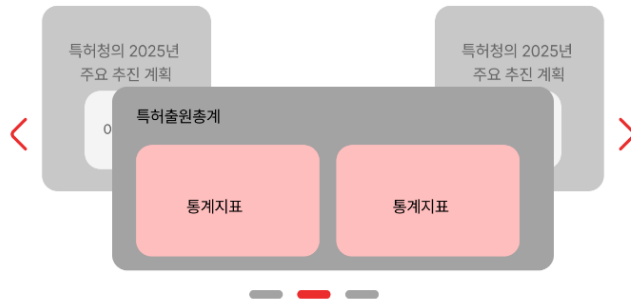 특허청의 2025년
주요 추진 계획
특허청의 2025년
주요 추진 계획
특허출원총계
통계지표
통계지표